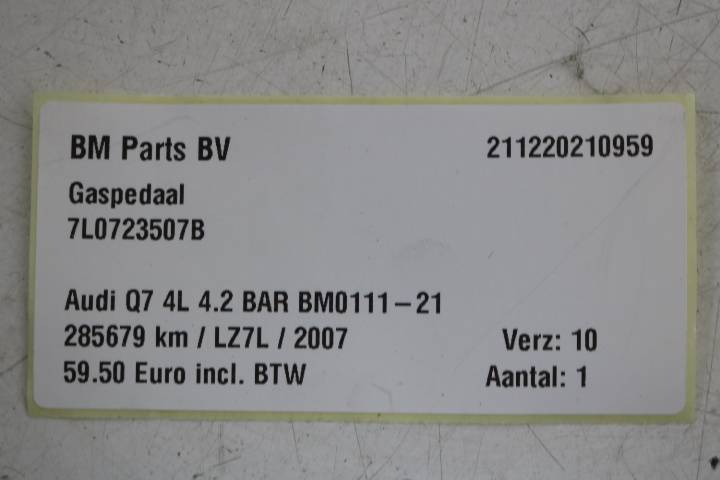 BM Parts BV 211220210959
Gaspedaal
7L0723507B
Audi Q7 4L 4.2 BAR BM0111-21
285679 km / LZ7L / 2007 Verz: 10
59.50 Euro incl. BTW Aantal: 1